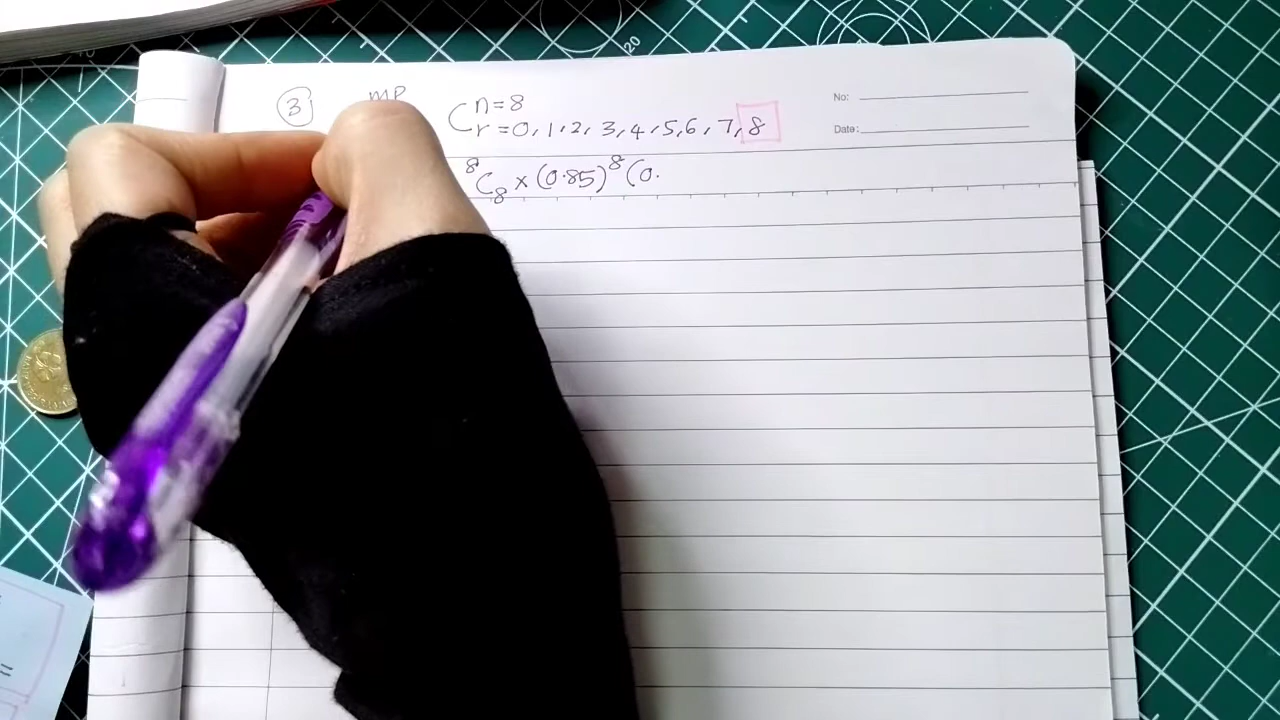 ③ MP
n=8
C r=0,1,2,3,4,5,6,7,8
⁸C₈ × (0.85)⁸ (0.
No:
Date:
20
=